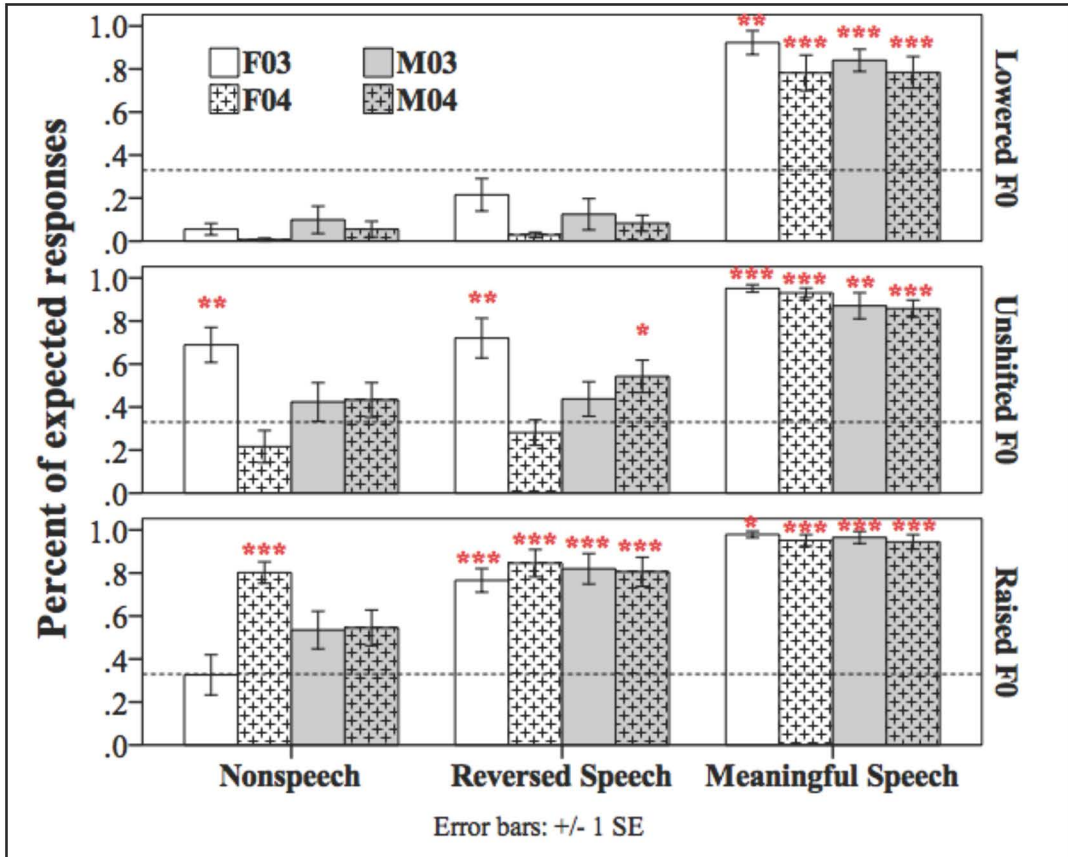 Percent of expected responses
1.0
.8
.6
.4
.2
.0
F03 M03
F04 M04
** *** *** ***
Lowered F0
1.0
.8
.6
.4
.2
.0
** ** * *** *** ** ***
Unshifted F0
1.0
.8
.6
.4
.2
.0
*** *** *** *** *** * *** *** ***
Raised F0
Nonspeech Reversed Speech Meaningful Speech
Error bars: +/- 1 SE